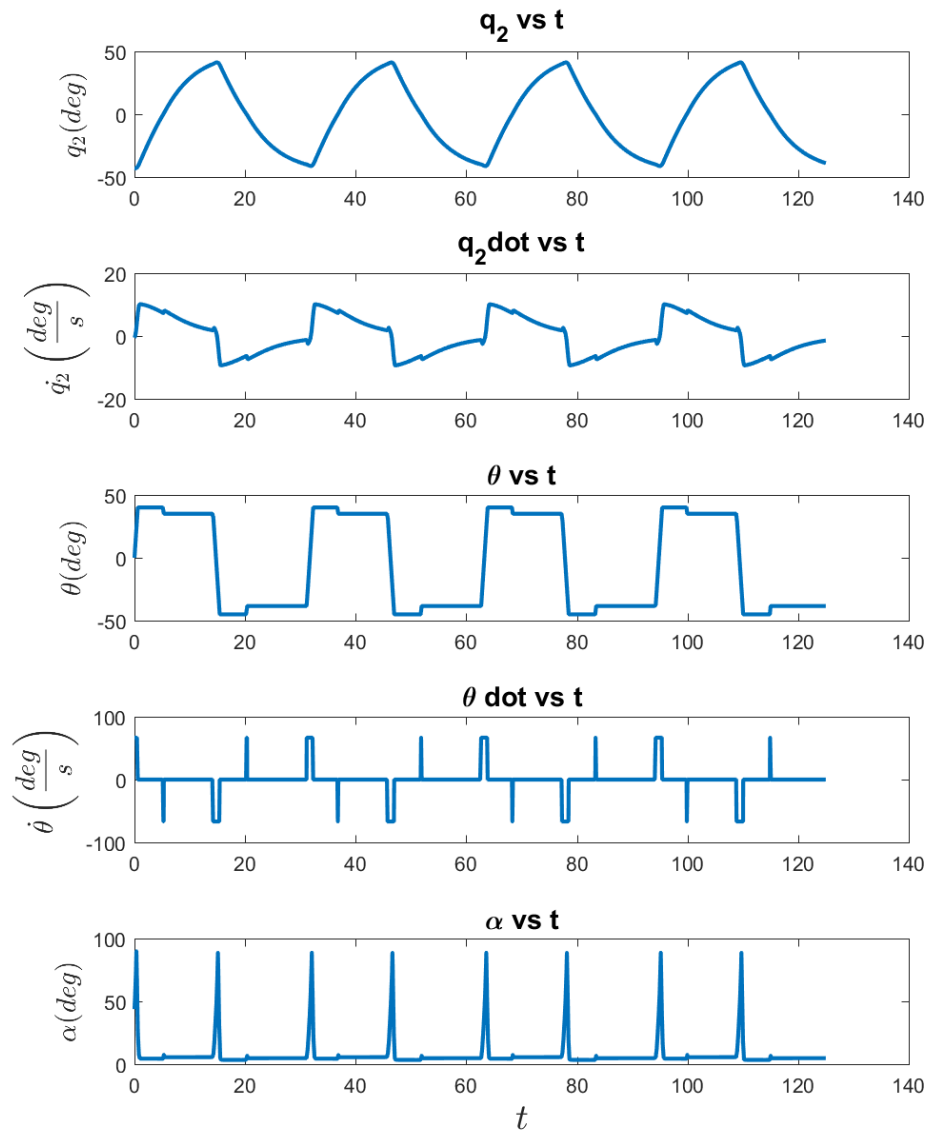 q₂ vs t
q₂(deg)
50
0
-50
0 20 40 60 80 100 120 140
q₂dot vs t
q̇₂ (deg/s)
20
0
-20
0 20 40 60 80 100 120 140
θ vs t
θ(deg)
50
0
-50
0 20 40 60 80 100 120 140
θ dot vs t
θ̇ (deg/s)
100
0
-100
0 20 40 60 80 100 120 140
α vs t
α(deg)
100
50
0
0 20 40 60 80 100 120 140
t